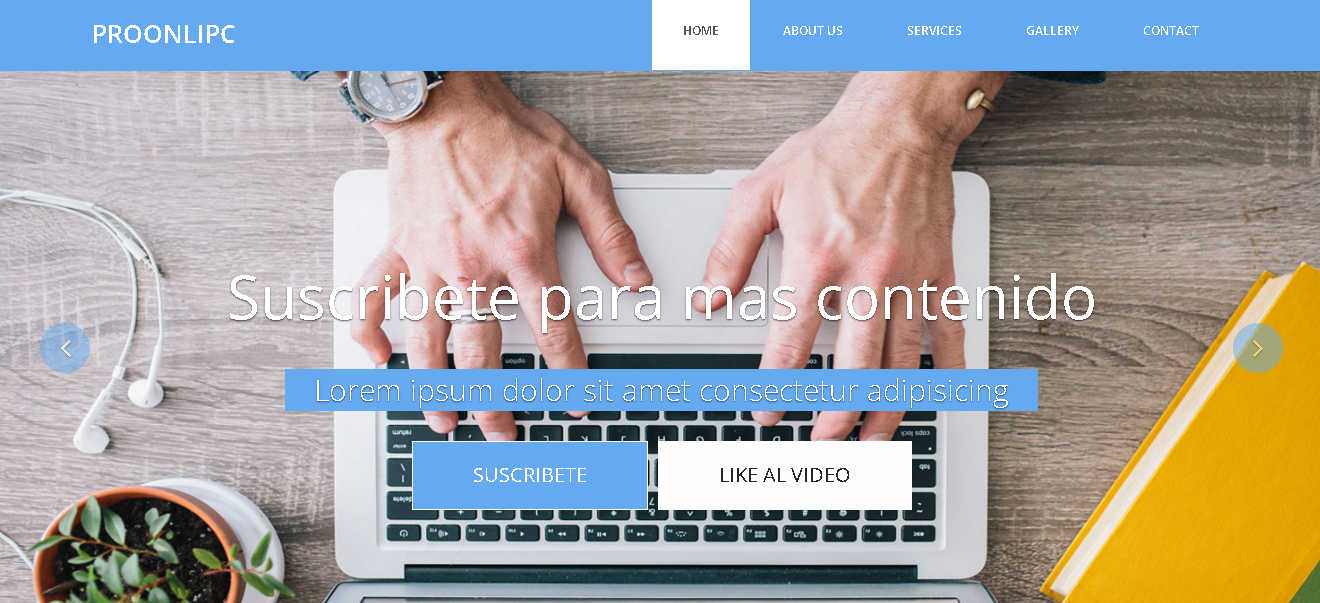 PROONLIPC
HOME ABOUT US SERVICES GALLERY CONTACT
Suscribete para mas contenido
Lorem ipsum dolor sit amet consectetur adipisicing
SUSCRIBETE LIKE AL VIDEO